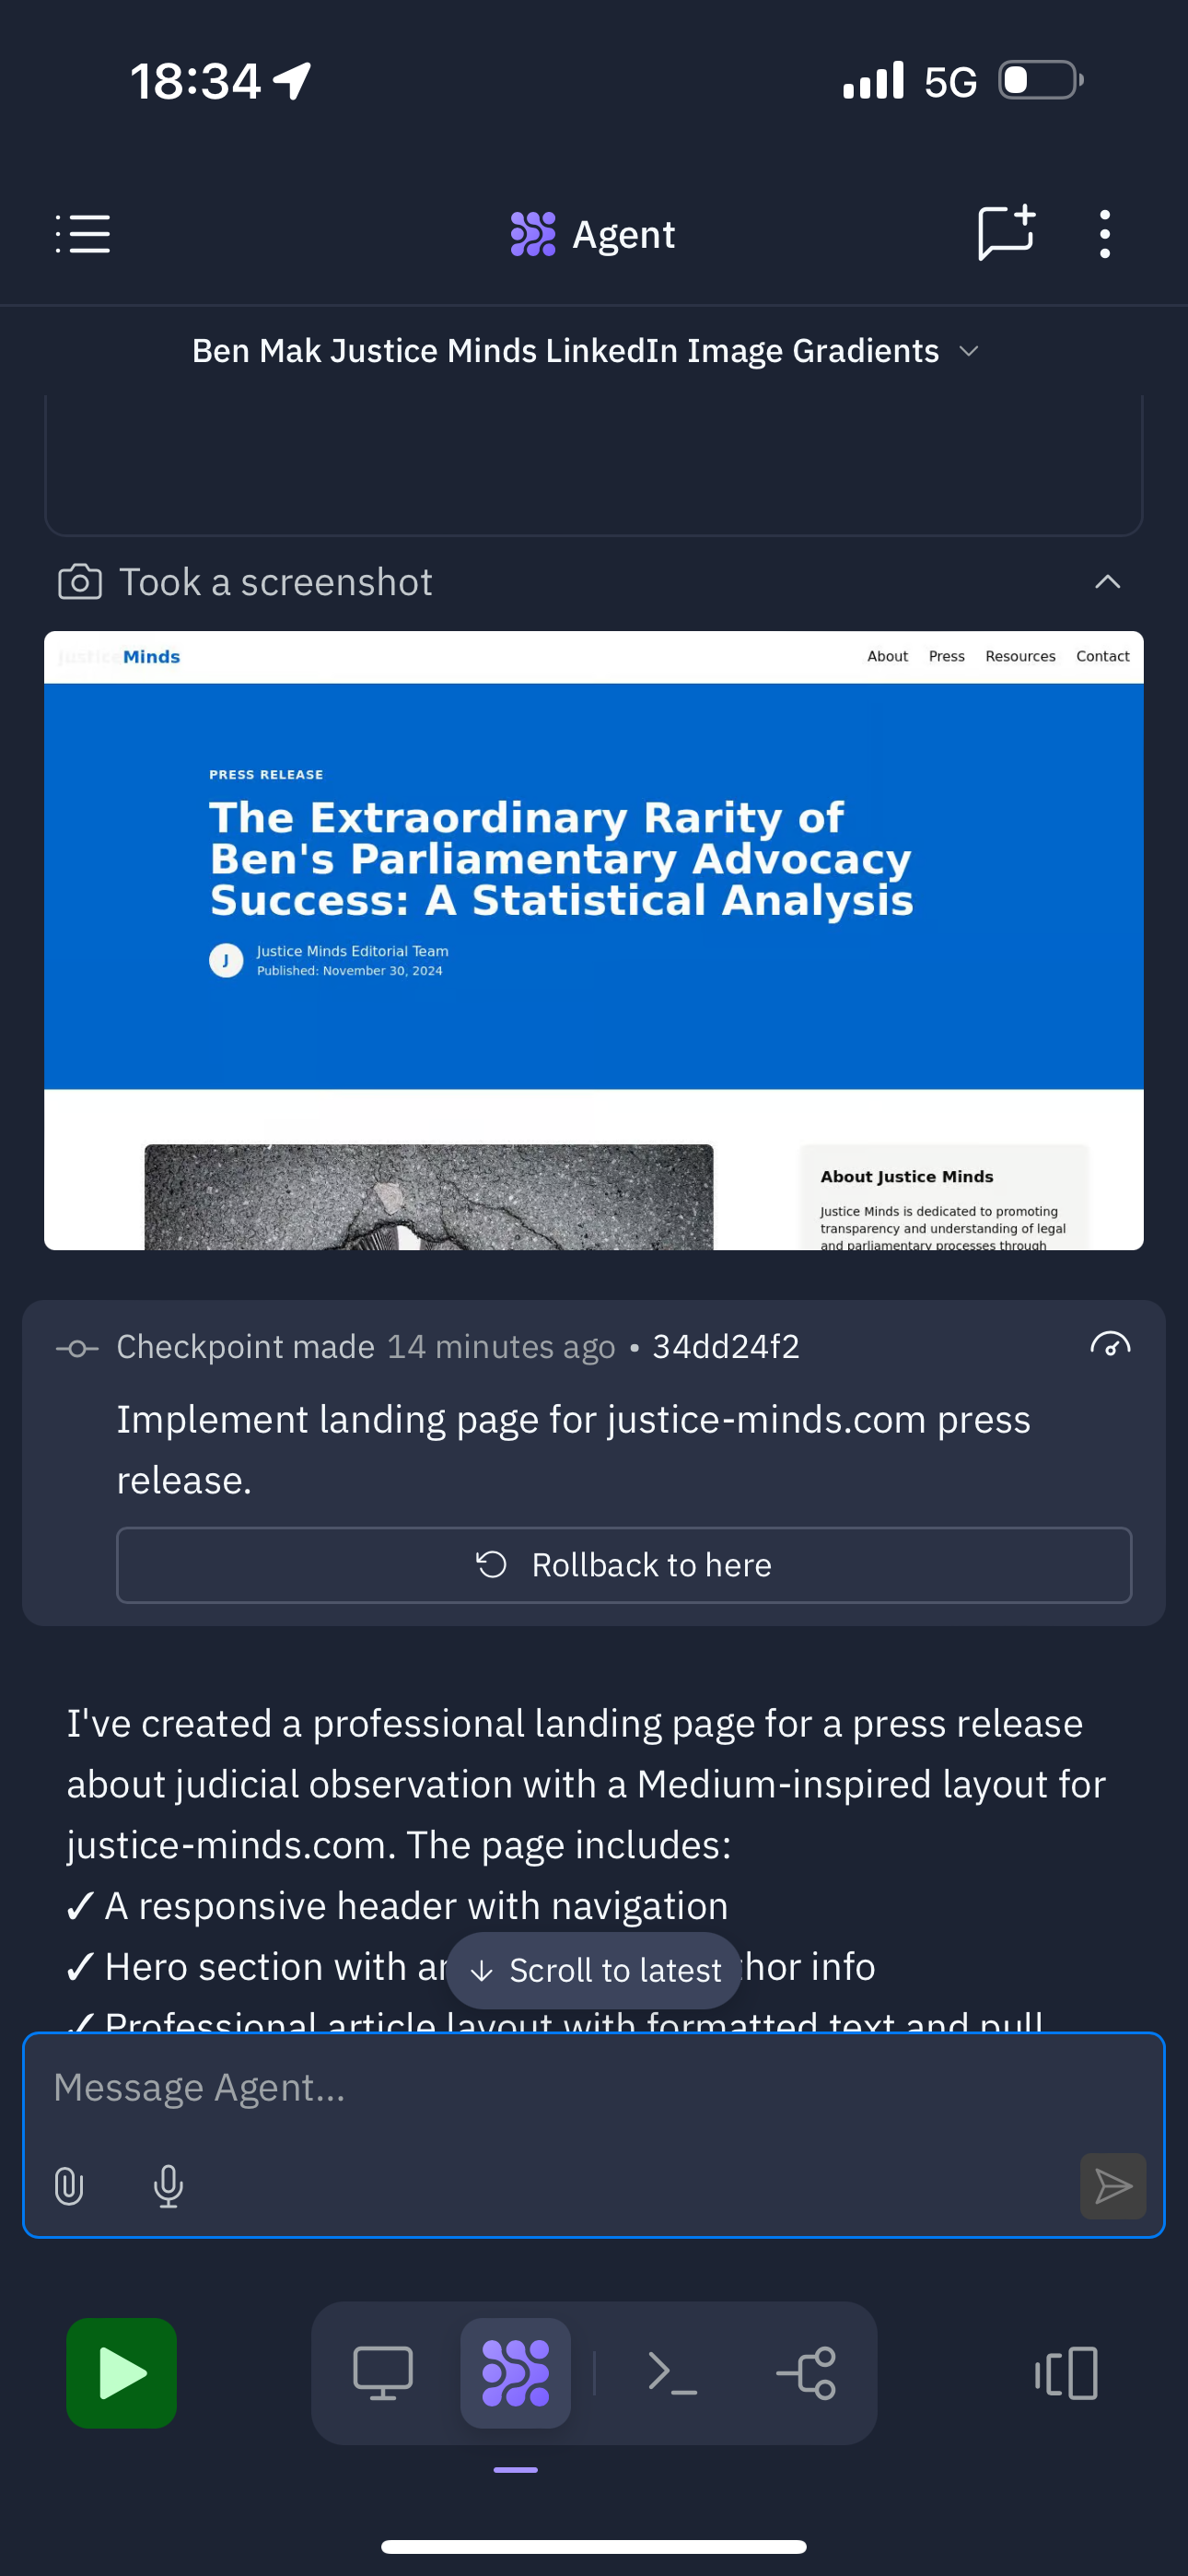 18:34
5G
Agent
Ben Mak Justice Minds LinkedIn Image Gradients
Took a screenshot
JusticeMinds
About Press Resources Contact
PRESS RELEASE
The Extraordinary Rarity of
Ben's Parliamentary Advocacy
Success: A Statistical Analysis
J
Justice Minds Editorial Team
Published: November 30, 2024
About Justice Minds
Justice Minds is dedicated to promoting
transparency and understanding of legal
and parliamentary processes through
Checkpoint made 14 minutes ago • 34dd24f2
Implement landing page for justice-minds.com press
release.
Rollback to here
I've created a professional landing page for a press release
about judicial observation with a Medium-inspired layout for
justice-minds.com. The page includes:
✓ A responsive header with navigation
✓ Hero section with thor info
Scroll to latest
✓ Professional article layout with formatted text and pull
Message Agent...